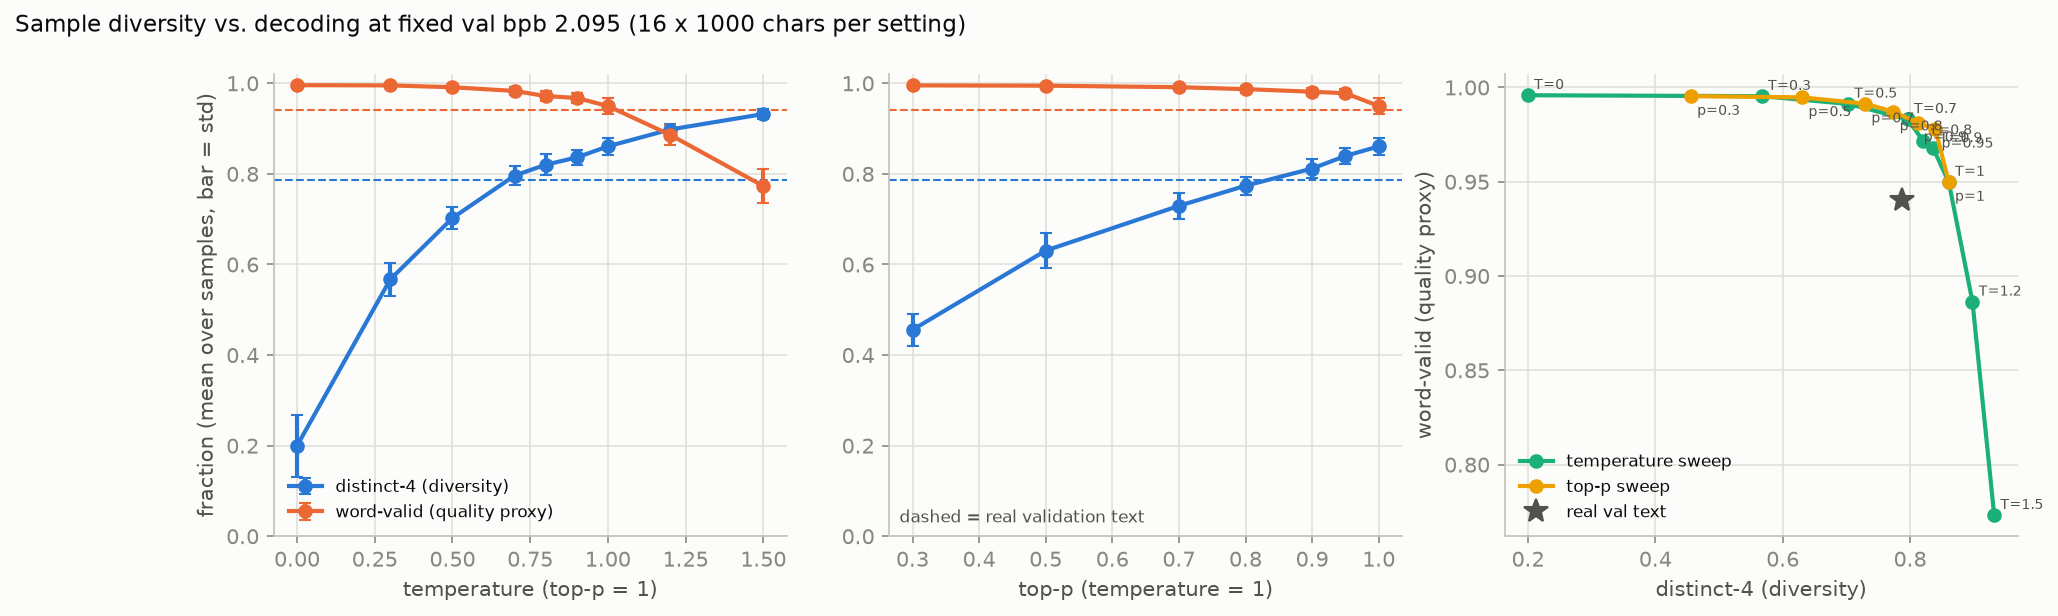 Sample diversity vs. decoding at fixed val bpb 2.095 (16 x 1000 chars per setting)
fraction (mean over samples, bar = std)
1.0
0.8
0.6
0.4
0.2
0.0
distinct-4 (diversity)
word-valid (quality proxy)
0.00 0.25 0.50 0.75 1.00 1.25 1.50
temperature (top-p = 1)
1.0
0.8
0.6
0.4
0.2
0.0
dashed = real validation text
0.3 0.4 0.5 0.6 0.7 0.8 0.9 1.0
top-p (temperature = 1)
word-valid (quality proxy)
1.00
0.95
0.90
0.85
0.80
T=0
T=0.3
T=0.5
p=0.3
p=0.5
T=0.7
p=0.8
p=0.95
T=1
p=1
T=1.2
T=1.5
temperature sweep
top-p sweep
real val text
0.2 0.4 0.6 0.8
distinct-4 (diversity)